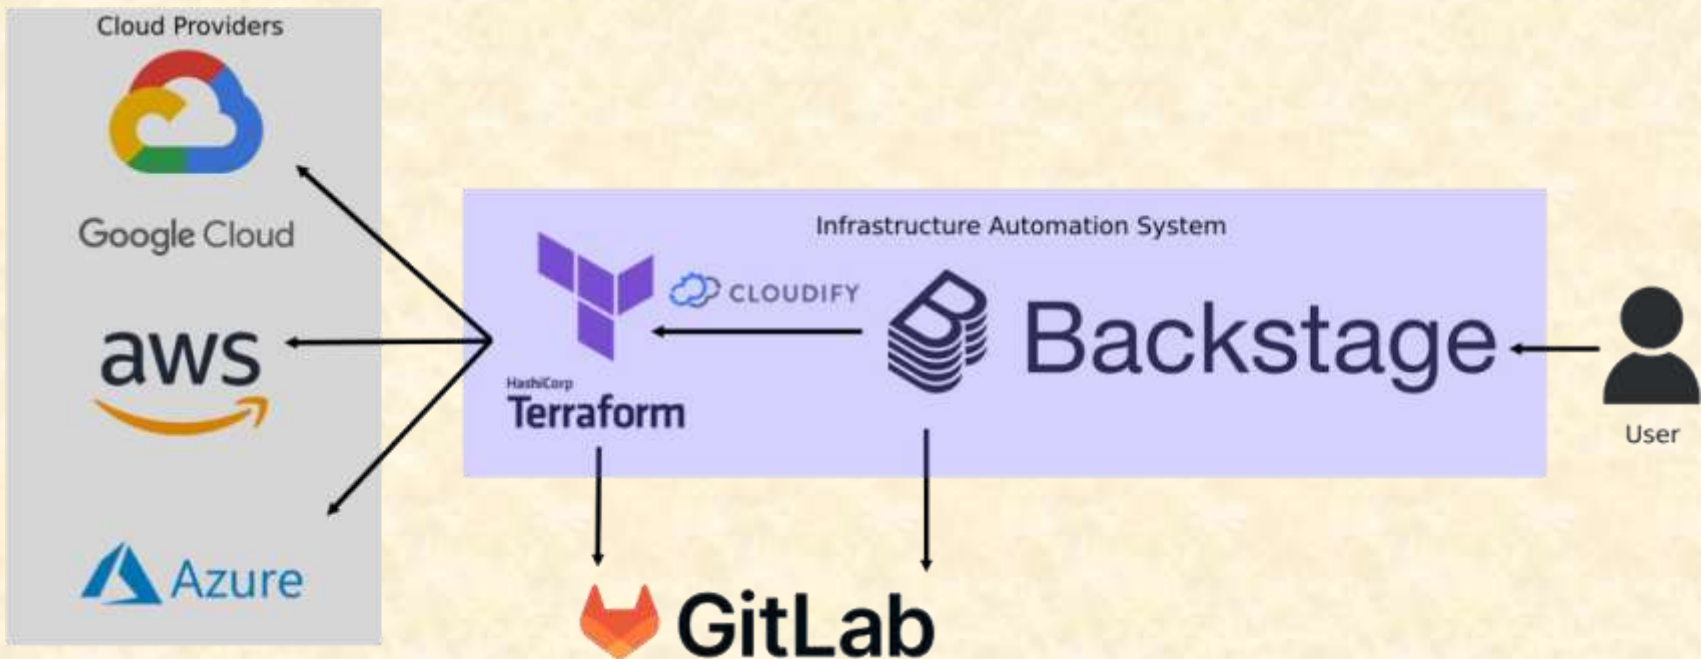 Cloud Providers
Google Cloud
aws
Azure
Infrastructure Automation System
CLOUDIFY
HashiCorp
Terraform
Backstage
User
GitLab